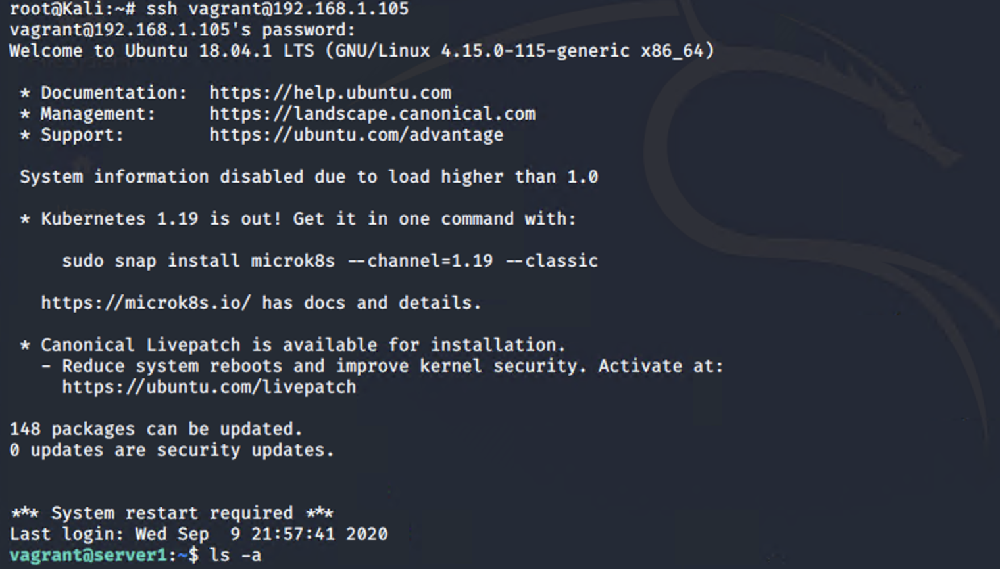 root@Kali:~# ssh vagrant@192.168.1.105
vagrant@192.168.1.105's password:
Welcome to Ubuntu 18.04.1 LTS (GNU/Linux 4.15.0-115-generic x86_64)
* Documentation:  https://help.ubuntu.com
* Management:     https://landscape.canonical.com
* Support:        https://ubuntu.com/advantage
System information disabled due to load higher than 1.0
* Kubernetes 1.19 is out! Get it in one command with:
sudo snap install microk8s --channel=1.19 --classic
https://microk8s.io/ has docs and details.
* Canonical Livepatch is available for installation.
- Reduce system reboots and improve kernel security. Activate at:
https://ubuntu.com/livepatch
148 packages can be updated.
0 updates are security updates.
*** System restart required ***
Last login: Wed Sep  9 21:57:41 2020
vagrant@server1:~$ ls -a